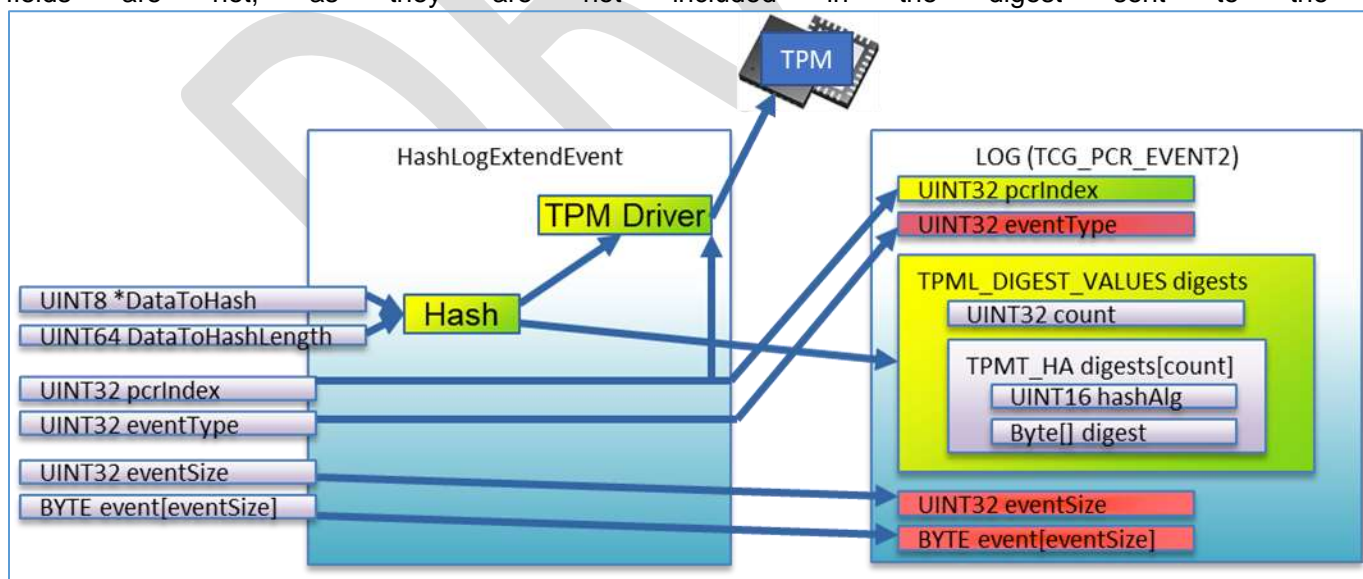 fields are not, as they are not included in the digest sent to the
TPM
HashLogExtendEvent
TPM Driver
Hash
UINT8 *DataToHash
UINT64 DataToHashLength
UINT32 pcrIndex
UINT32 eventType
UINT32 eventSize
BYTE event[eventSize]
LOG (TCG_PCR_EVENT2)
UINT32 pcrIndex
UINT32 eventType
TPML_DIGEST_VALUES digests
UINT32 count
TPMT_HA digests[count]
UINT16 hashAlg
Byte[] digest
UINT32 eventSize
BYTE event[eventSize]